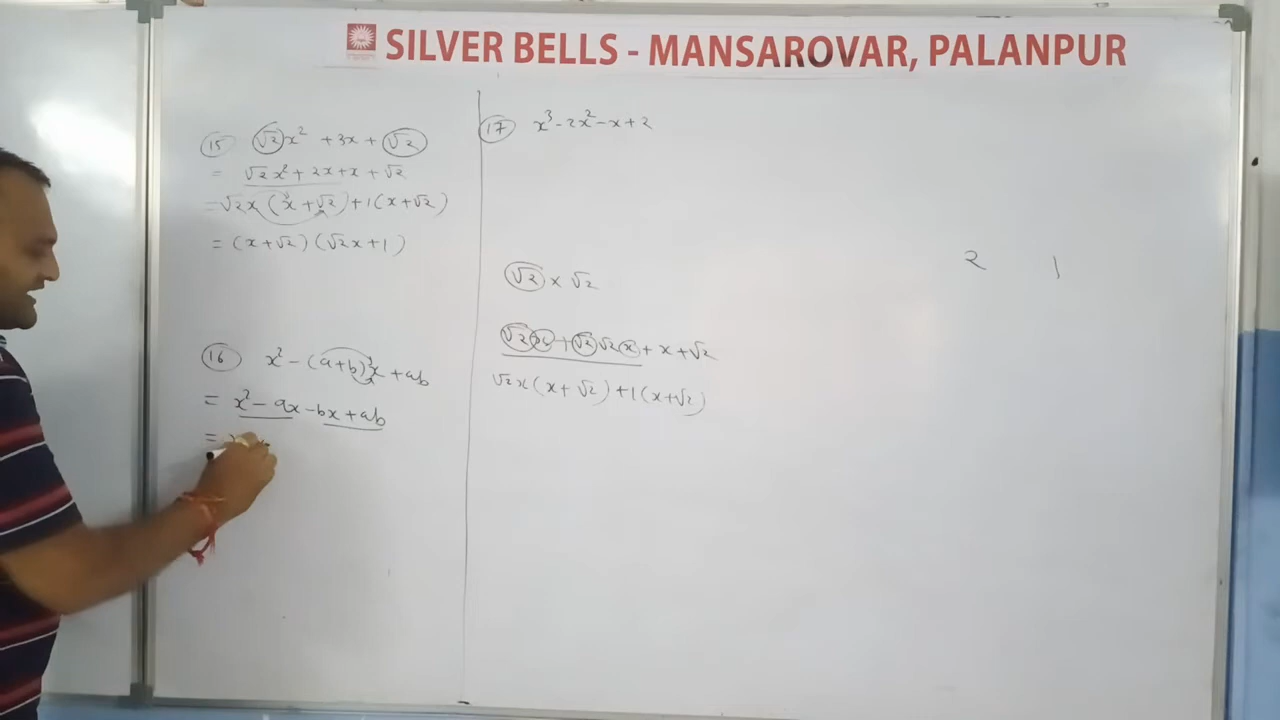 SILVER BELLS - MANSAROVAR, PALANPUR
(15) √2x² + 3x + √2
= √2x² + 2x + x + √2
= √2x (x + √2) + 1(x + √2)
= (x + √2) (√2x + 1)
(16) x² - (a + b)x + ab
= x² - ax - bx + ab
=
(17) x³ - 2x² - x + 2
√2 × √2
√2x + √2√2x + x + √2
√2x (x + √2) + 1(x + √2)
2 1